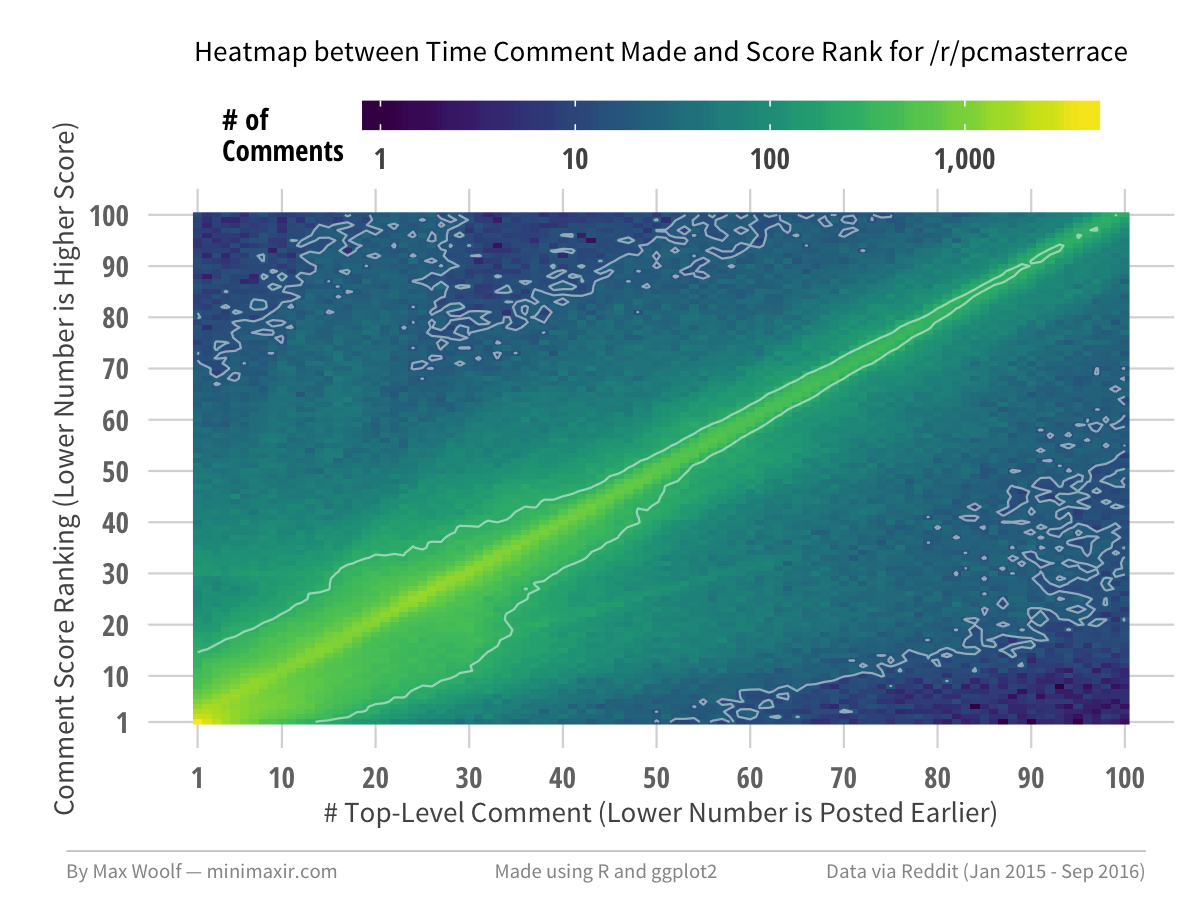 Heatmap between Time Comment Made and Score Rank for /r/pcmasterrace
# of
Comments
1 10 100 1,000
Comment Score Ranking (Lower Number is Higher Score)
100
90
80
70
60
50
40
30
20
10
1
1 10 20 30 40 50 60 70 80 90 100
# Top-Level Comment (Lower Number is Posted Earlier)
By Max Woolf — minimaxir.com Made using R and ggplot2 Data via Reddit (Jan 2015 - Sep 2016)